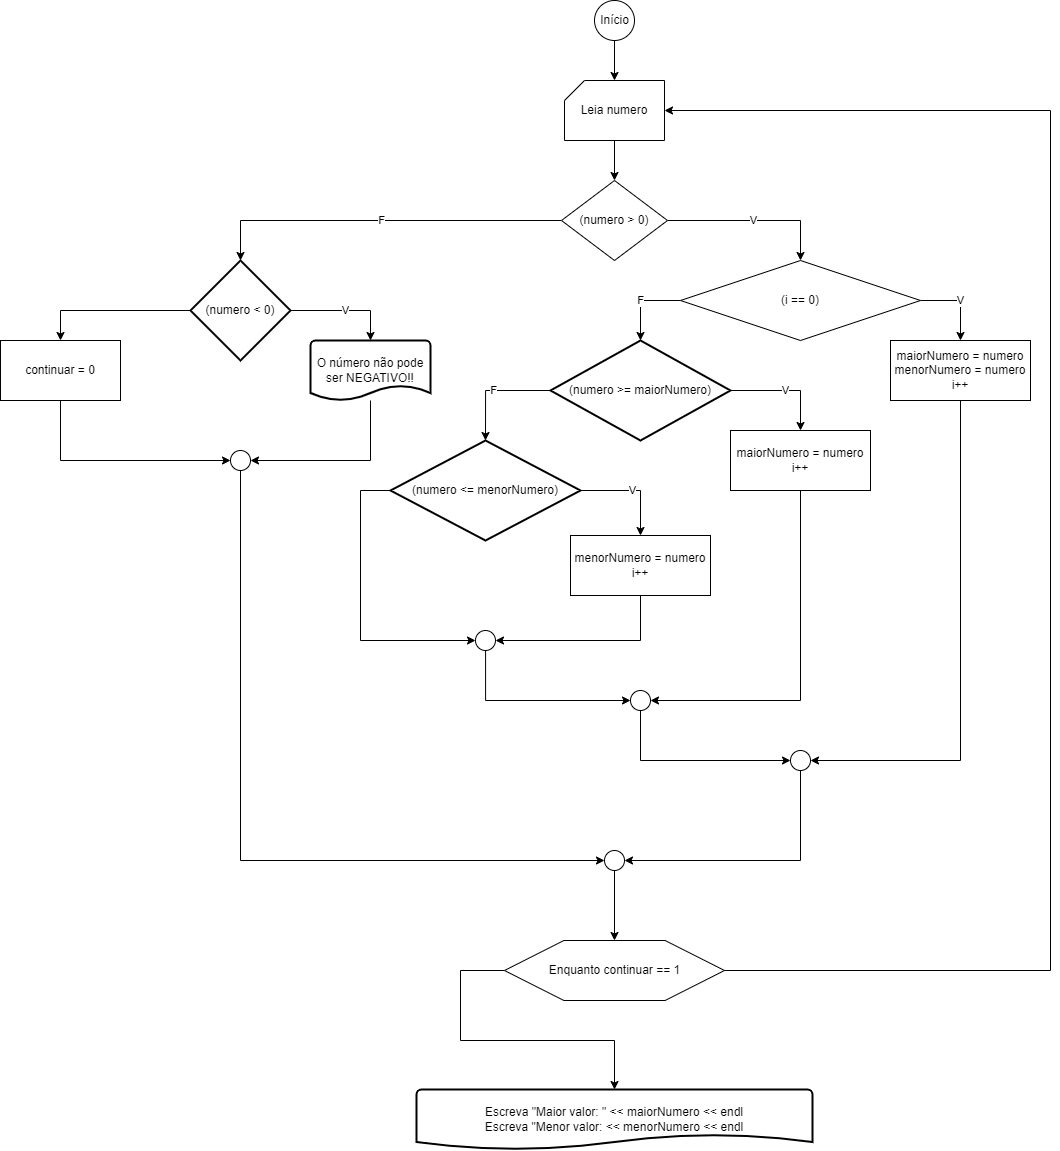 Início
Leia numero
(numero > 0)
F
V
(numero < 0)
V
(i == 0)
F
V
continuar = 0
O número não pode
ser NEGATIVO!!
maiorNumero = numero
menorNumero = numero
i++
(numero >= maiorNumero)
F
V
maiorNumero = numero
i++
(numero <= menorNumero)
V
menorNumero = numero
i++
Enquanto continuar == 1
Escreva "Maior valor: " << maiorNumero << endl
Escreva "Menor valor: << menorNumero << endl